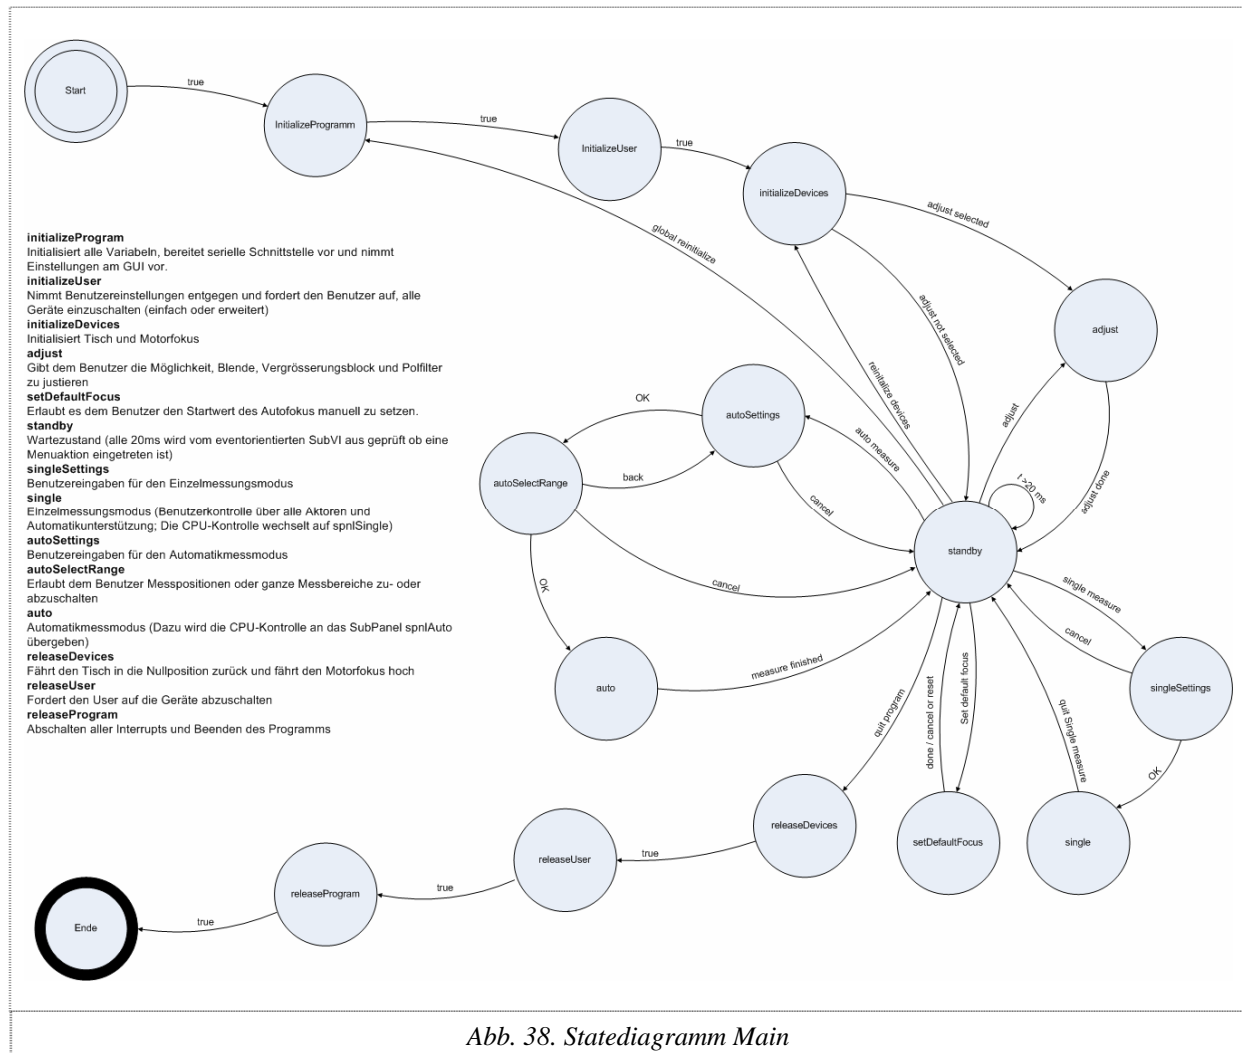 Start
true
InitializeProgramm
true
InitializeUser
true
initializeDevices
adjust selected
global reinitialize
adjust not selected
adjust
initializeProgram
Initialisiert alle Variabeln, bereitet serielle Schnittstelle vor und nimmt
Einstellungen am GUI vor.
initializeUser
Nimmt Benutzereinstellungen entgegen und fordert den Benutzer auf, alle
Geräte einzuschalten (einfach oder erweitert)
initializeDevices
Initialisiert Tisch und Motorfokus
adjust
Gibt dem Benutzer die Möglichkeit, Blende, Vergrösserungsblock und Polfilter
zu justieren
setDefaultFocus
Erlaubt es dem Benutzer den Startwert des Autofokus manuell zu setzen.
standby
Wartezustand (alle 20ms wird vom eventorientierten SubVI aus geprüft ob eine
Menuaktion eingetreten ist)
singleSettings
Benutzereingaben für den Einzelmessungsmodus
single
Einzelmessungsmodus (Benutzerkontrolle über alle Aktoren und
Automatikunterstützung; Die CPU-Kontrolle wechselt auf spnlSingle)
autoSettings
Benutzereingaben für den Automatikmessmodus
autoSelectRange
Erlaubt dem Benutzer Messpositionen oder ganze Messbereiche zu- oder
abzuschalten
auto
Automatikmessmodus (Dazu wird die CPU-Kontrolle an das SubPanel spnlAuto
übergeben)
releaseDevices
Fährt den Tisch in die Nullposition zurück und fährt den Motorfokus hoch
releaseUser
Fordert den User auf die Geräte abzuschalten
releaseProgram
Abschalten aller Interrupts und Beenden des Programms
reinitalize devices
OK
autoSettings
auto measure
adjust
autoSelectRange
back
cancel
t >20 ms
adjust done
standby
OK
cancel
single measure
cancel
measure finished
auto
singleSettings
quit program
done / cancel or reset
Set default focus
quit Single measure
OK
releaseDevices
setDefaultFocus
single
true
releaseUser
true
releaseProgram
true
Ende
Abb. 38. Statediagramm Main